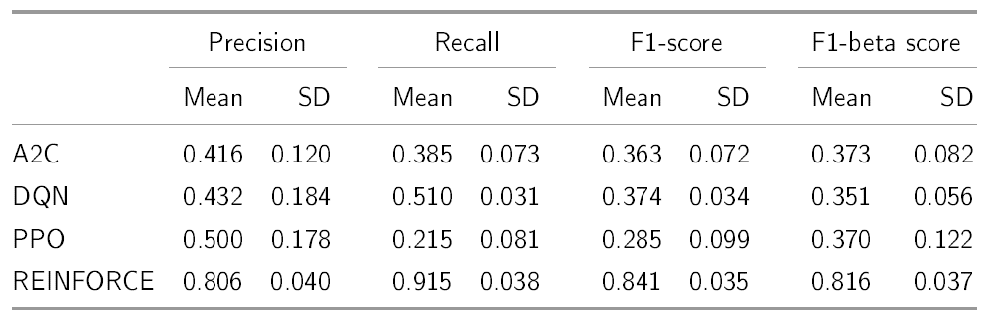 Precision Recall F1-score F1-beta score
Mean SD Mean SD Mean SD Mean SD
A2C 0.416 0.120 0.385 0.073 0.363 0.072 0.373 0.082
DQN 0.432 0.184 0.510 0.031 0.374 0.034 0.351 0.056
PPO 0.500 0.178 0.215 0.081 0.285 0.099 0.370 0.122
REINFORCE 0.806 0.040 0.915 0.038 0.841 0.035 0.816 0.037